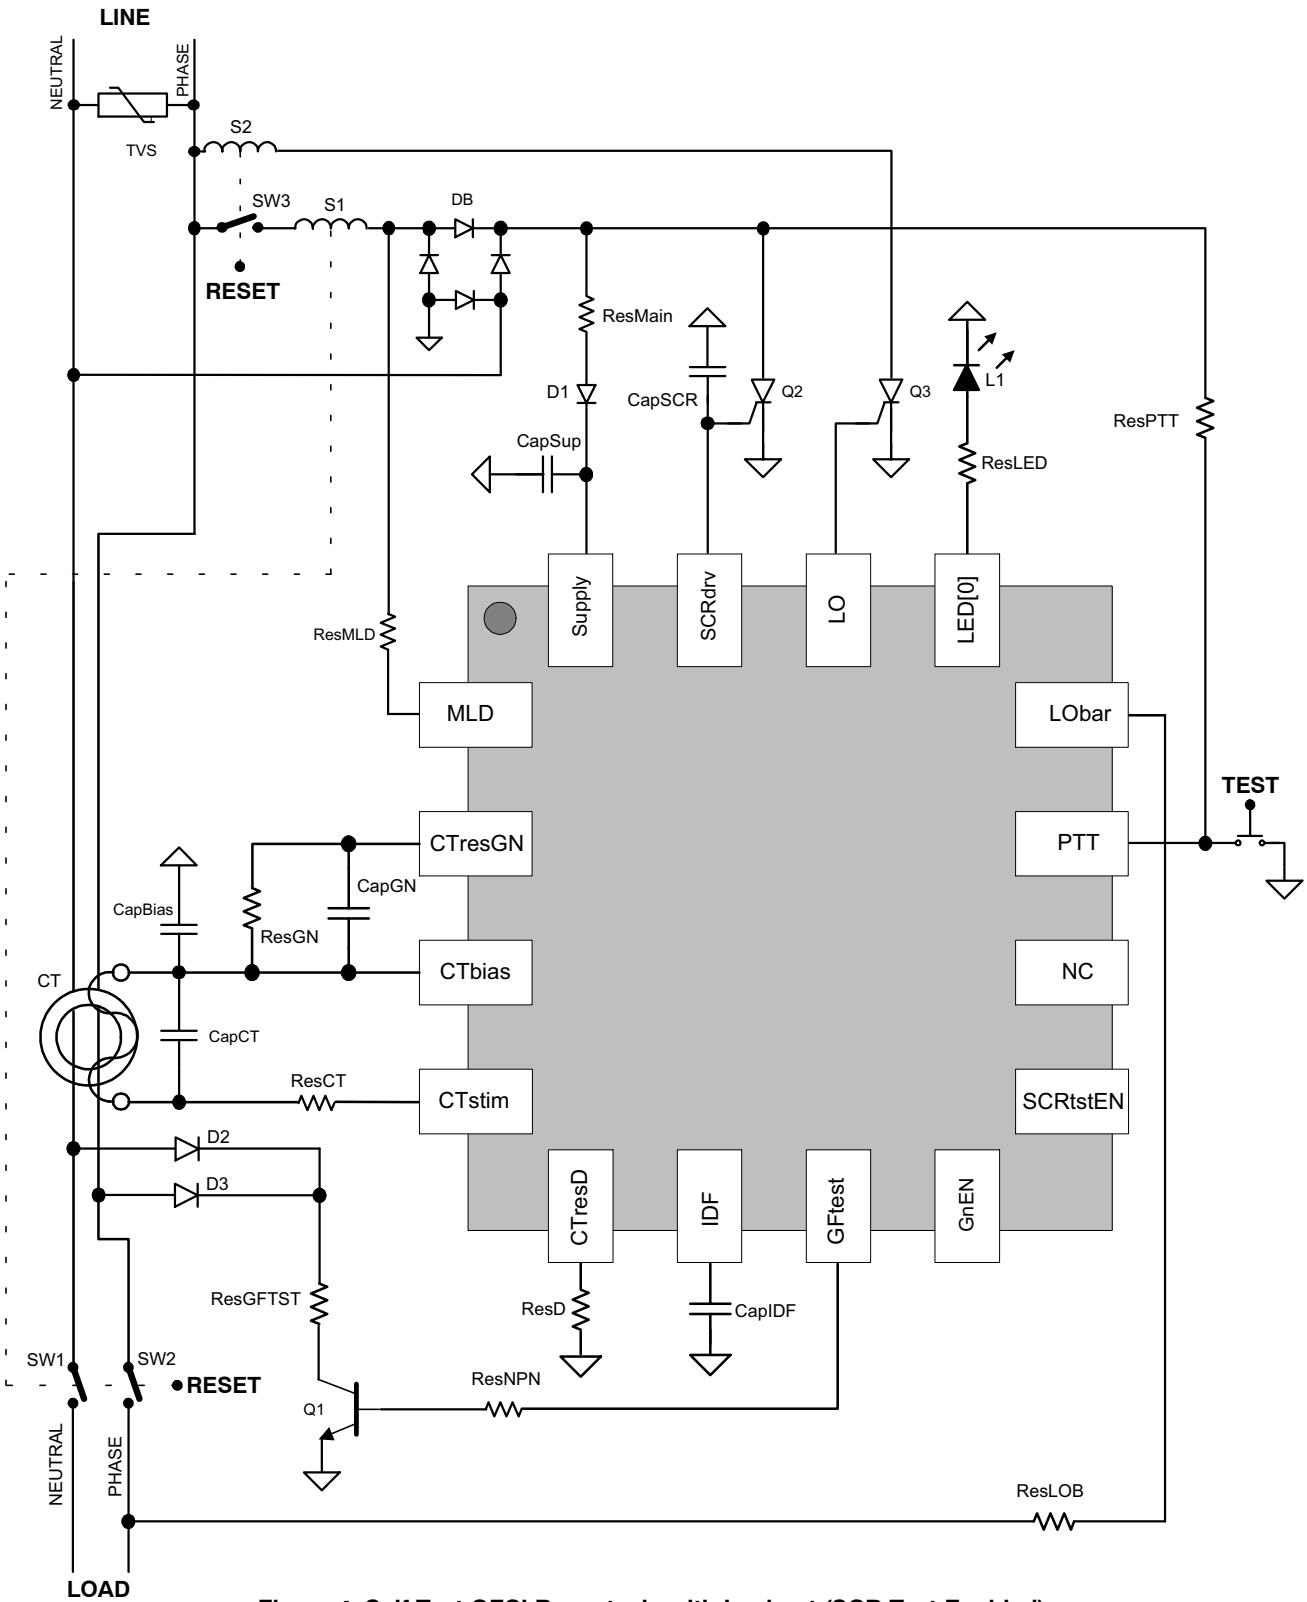 LINE
NEUTRAL
PHASE
TVS
S2
SW3
S1
DB
RESET
ResMain
D1
CapSCR
Q2
Q3
L1
ResPTT
CapSup
ResLED
Supply
SCRdrv
LO
LED[0]
ResMLD
MLD
LObar
TEST
CTresGN
PTT
CapGN
CapBias
ResGN
CTbias
NC
CT
CapCT
ResCT
CTstim
SCRtstEN
D2
D3
CTresD
IDF
GFtest
GnEN
ResGFTST
ResD
CapIDF
SW1
SW2
RESET
ResNPN
Q1
NEUTRAL
PHASE
ResLOB
LOAD